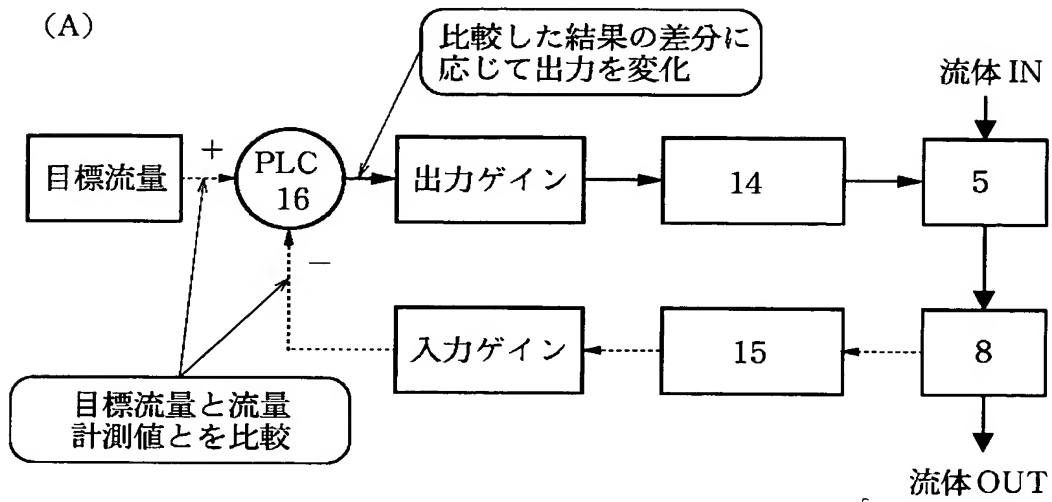 (A)
比較した結果の差分に
応じて出力を変化
流体 IN
目標流量
+
PLC
16
出力ゲイン
14
5
−
入力ゲイン
15
8
目標流量と流量
計測値とを比較
流体 OUT